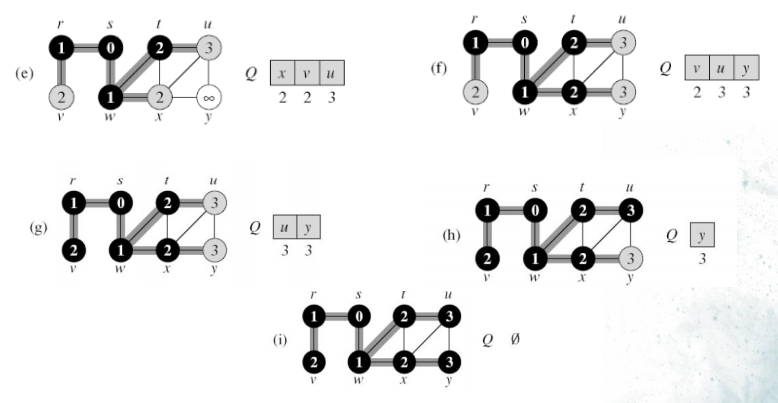 r s t u
1 0 2 3
(e) Q x v u
2 1 2 ∞ 2 2 3
v w x y
r s t u
1 0 2 3
(f) Q v u y
2 1 2 3 2 3 3
v w x y
r s t u
1 0 2 3
(g) Q u y
2 1 2 3 3 3
v w x y
r s t u
1 0 2 3
(h) Q y
2 1 2 3 3
v w x y
r s t u
1 0 2 3
(i) Q ∅
2 1 2 3
v w x y